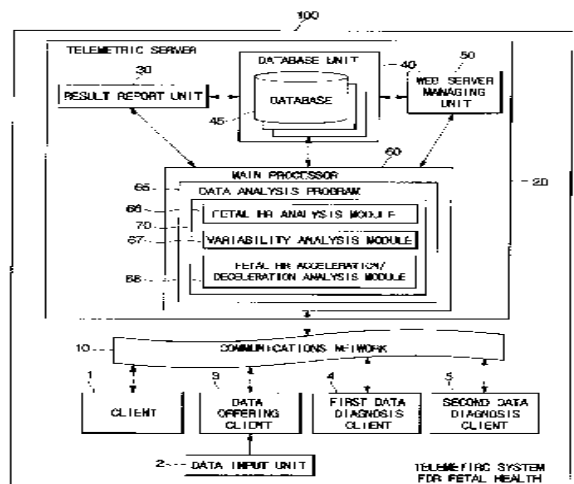 100
TELEMETRIC SERVER
30
RESULT REPORT UNIT
DATABASE UNIT
40
DATABASE
45
50
WEB SERVER
MANAGING
UNIT
60
MAIN PROCESSOR
65
DATA ANALYSIS PROGRAM
66
FETAL HR ANALYSIS MODULE
70
67
VARIABILITY ANALYSIS MODULE
68
FETAL HR ACCELERATION/
DECELERATION ANALYSIS MODULE
20
10
COMMUNICATIONS NETWORK
1
CLIENT
3
DATA
OFFERING
CLIENT
4
FIRST DATA
DIAGNOSIS
CLIENT
5
SECOND DATA
DIAGNOSIS
CLIENT
2
DATA INPUT UNIT
TELEMETRIC SYSTEM
FOR FETAL HEALTH